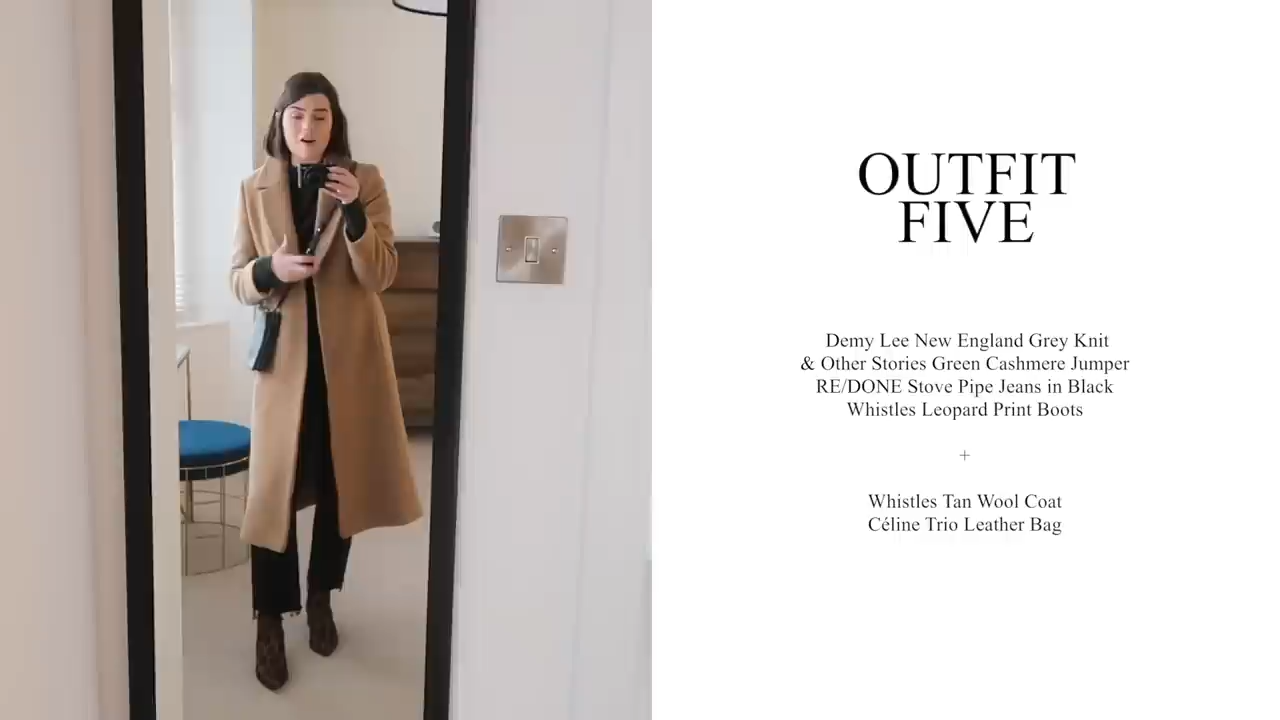 OUTFIT
FIVE
Demy Lee New England Grey Knit
& Other Stories Green Cashmere Jumper
RE/DONE Stove Pipe Jeans in Black
Whistles Leopard Print Boots
+
Whistles Tan Wool Coat
Céline Trio Leather Bag